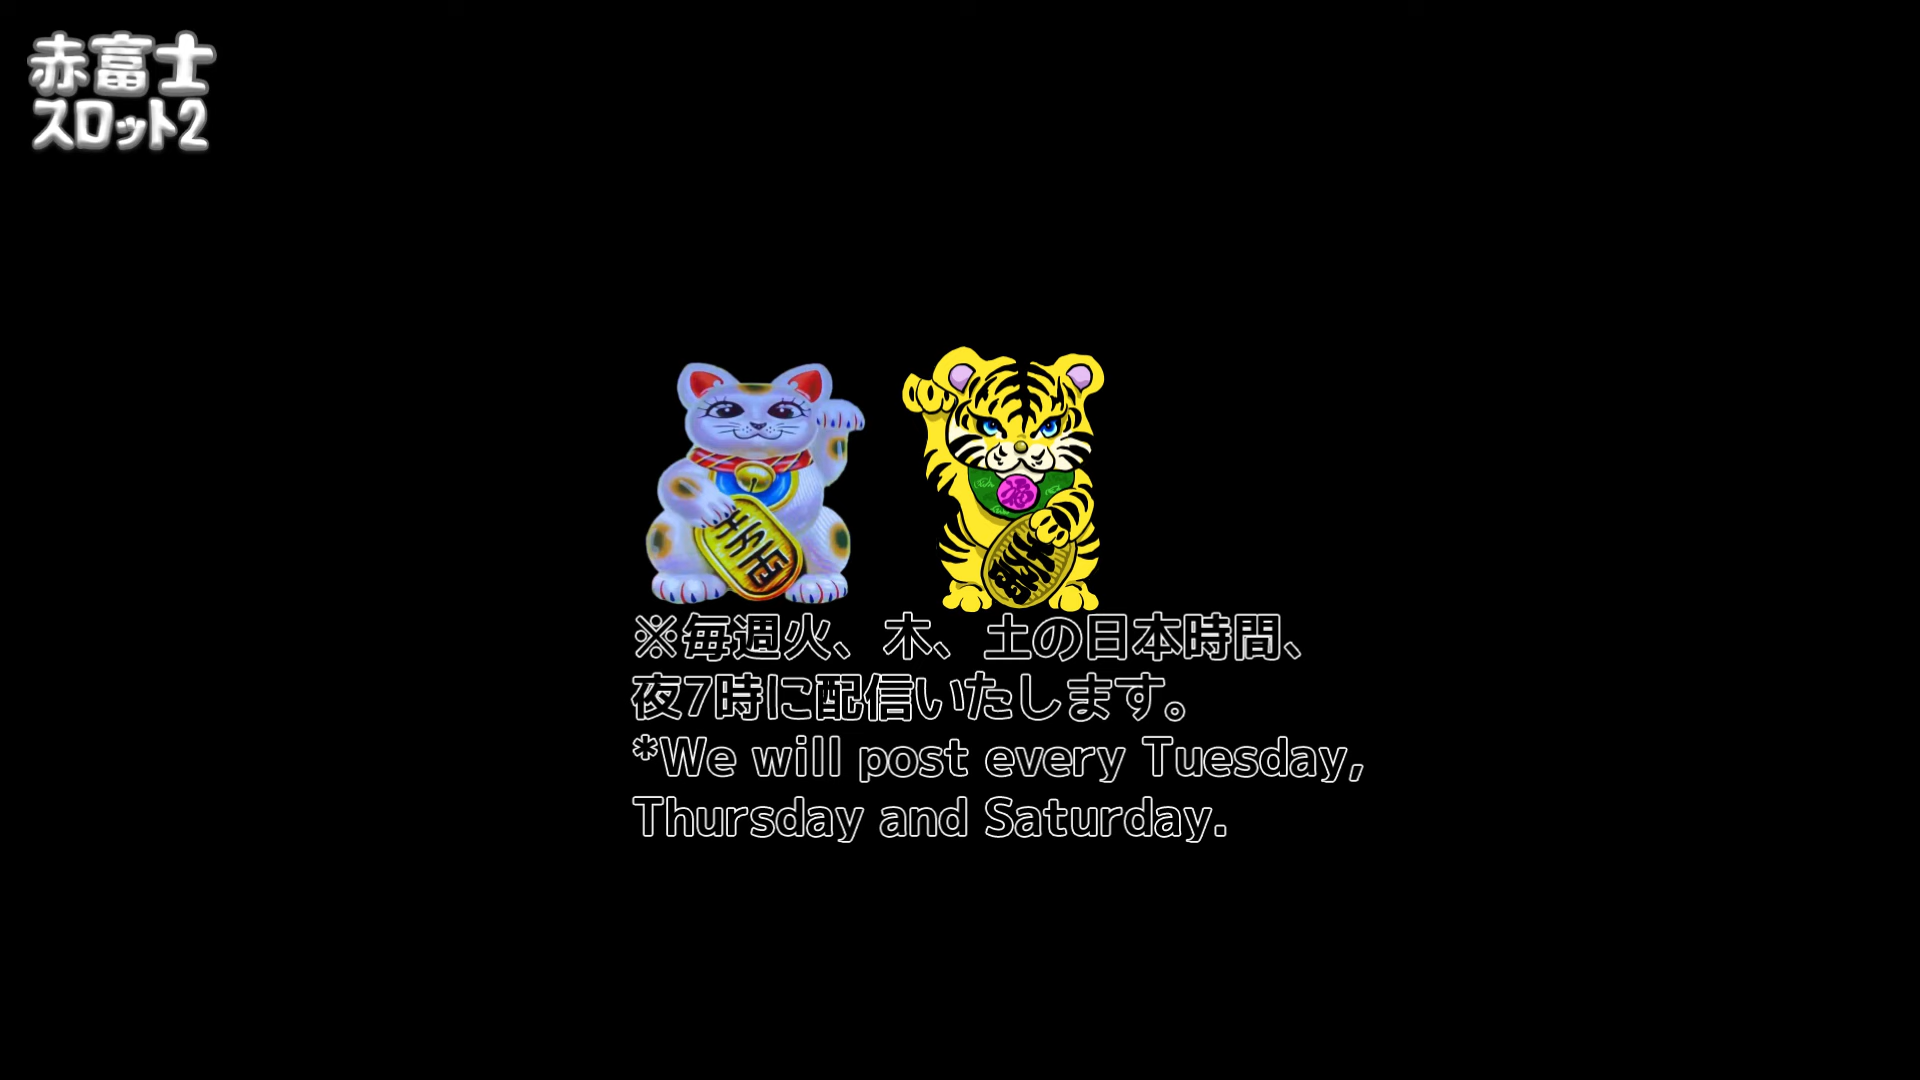 赤富士
スロット2
※毎週火、木、土の日本時間、
夜7時に配信いたします。
*We will post every Tuesday,
Thursday and Saturday.